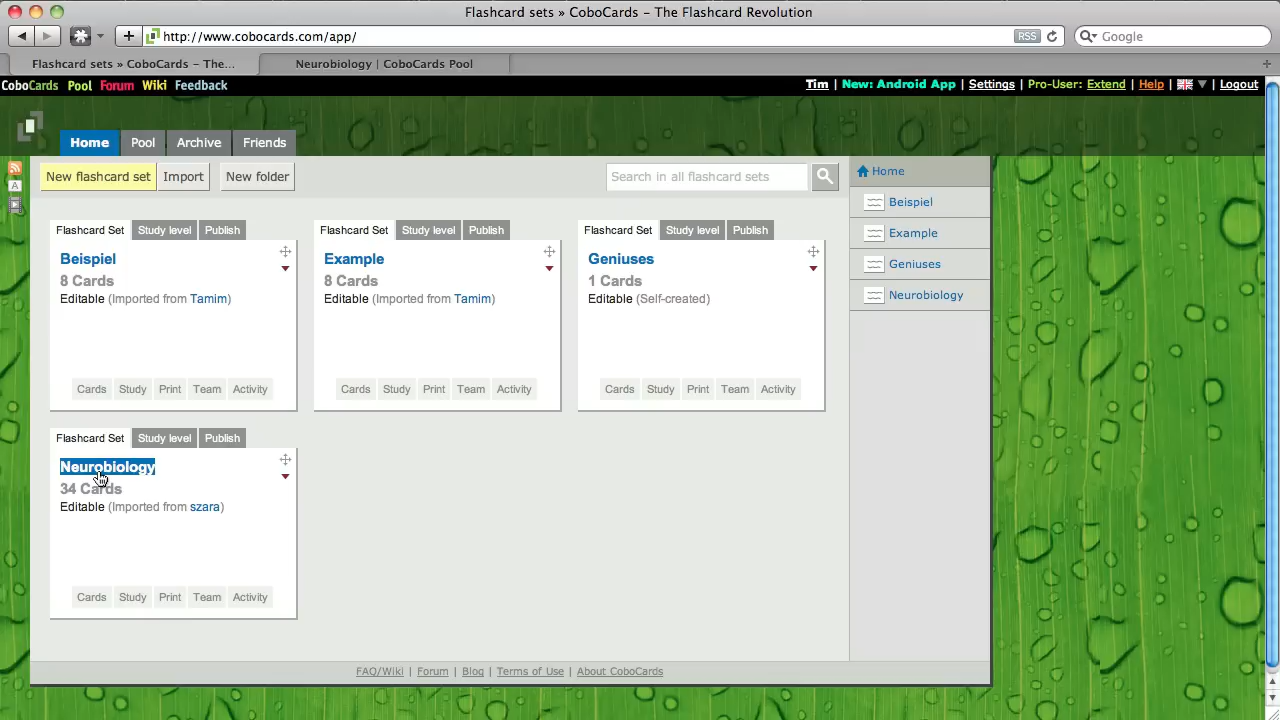 Flashcard sets » CoboCards – The Flashcard Revolution
http://www.cobocards.com/app/ RSS Google
Flashcard sets » CoboCards – The... Neurobiology | CoboCards Pool
CoboCards Pool Forum Wiki Feedback Tim | New: Android App | Settings | Pro-User: Extend | Help | Logout
Home Pool Archive Friends
New flashcard set Import New folder Search in all flashcard sets Home
A
Beispiel
Example
Geniuses
Neurobiology
Flashcard Set Study level Publish Flashcard Set Study level Publish Flashcard Set Study level Publish
Beispiel Example Geniuses
8 Cards 8 Cards 1 Cards
Editable (Imported from Tamim) Editable (Imported from Tamim) Editable (Self-created)
Cards Study Print Team Activity Cards Study Print Team Activity Cards Study Print Team Activity
Flashcard Set Study level Publish
Neurobiology
34 Cards
Editable (Imported from szara)
Cards Study Print Team Activity
FAQ/Wiki | Forum | Blog | Terms of Use | About CoboCards